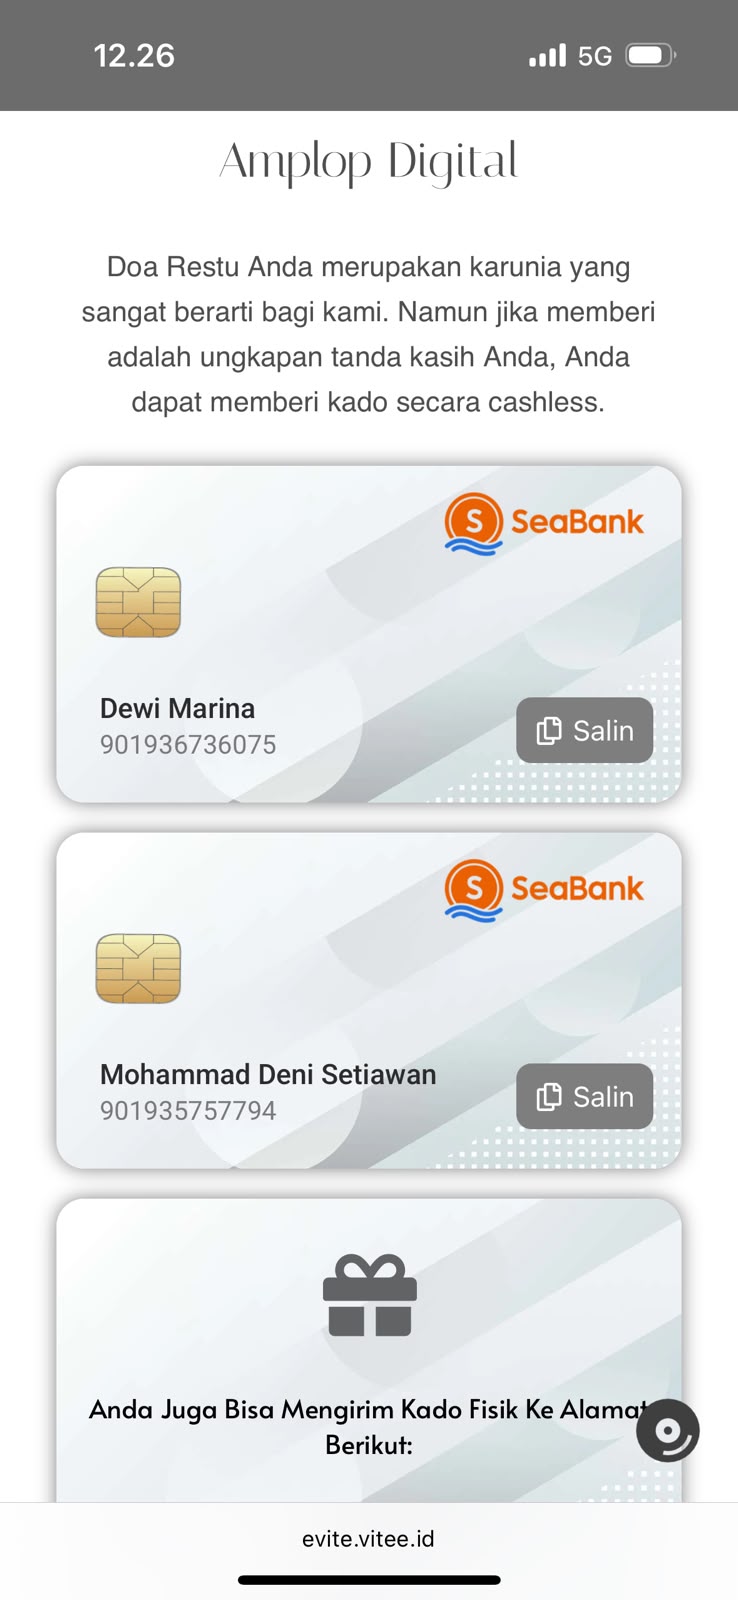 12.26
5G
Amplop Digital
Doa Restu Anda merupakan karunia yang
sangat berarti bagi kami. Namun jika memberi
adalah ungkapan tanda kasih Anda, Anda
dapat memberi kado secara cashless.
S SeaBank
Dewi Marina
901936736075
Salin
S SeaBank
Mohammad Deni Setiawan
901935757794
Salin
Anda Juga Bisa Mengirim Kado Fisik Ke Alamat
Berikut:
evite.vitee.id